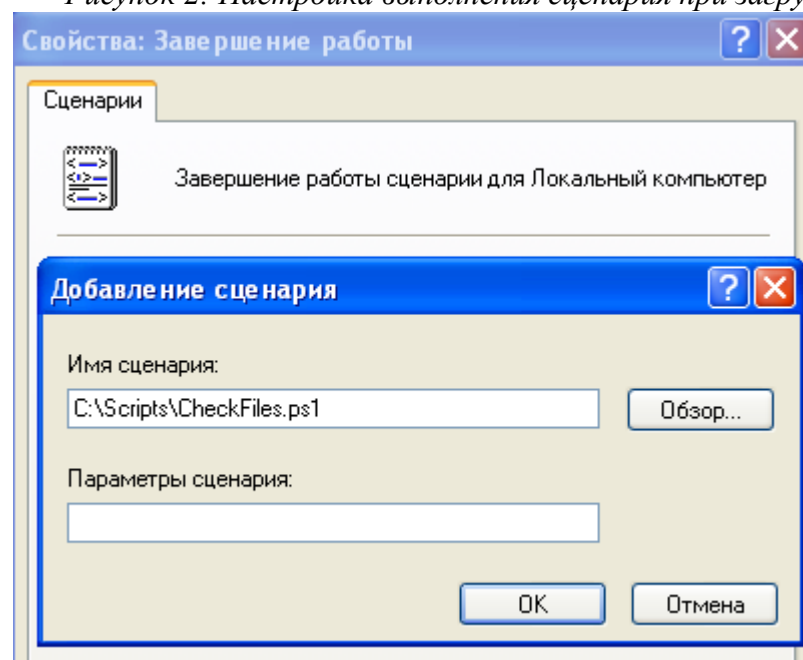 Рисунок 2. Настройка выполнения сценария при загру
Свойства: Завершение работы
Сценарии
Завершение работы сценарии для Локальный компьютер
Добавление сценария
Имя сценария:
C:\Scripts\CheckFiles.ps1
Обзор...
Параметры сценария:
OK
Отмена